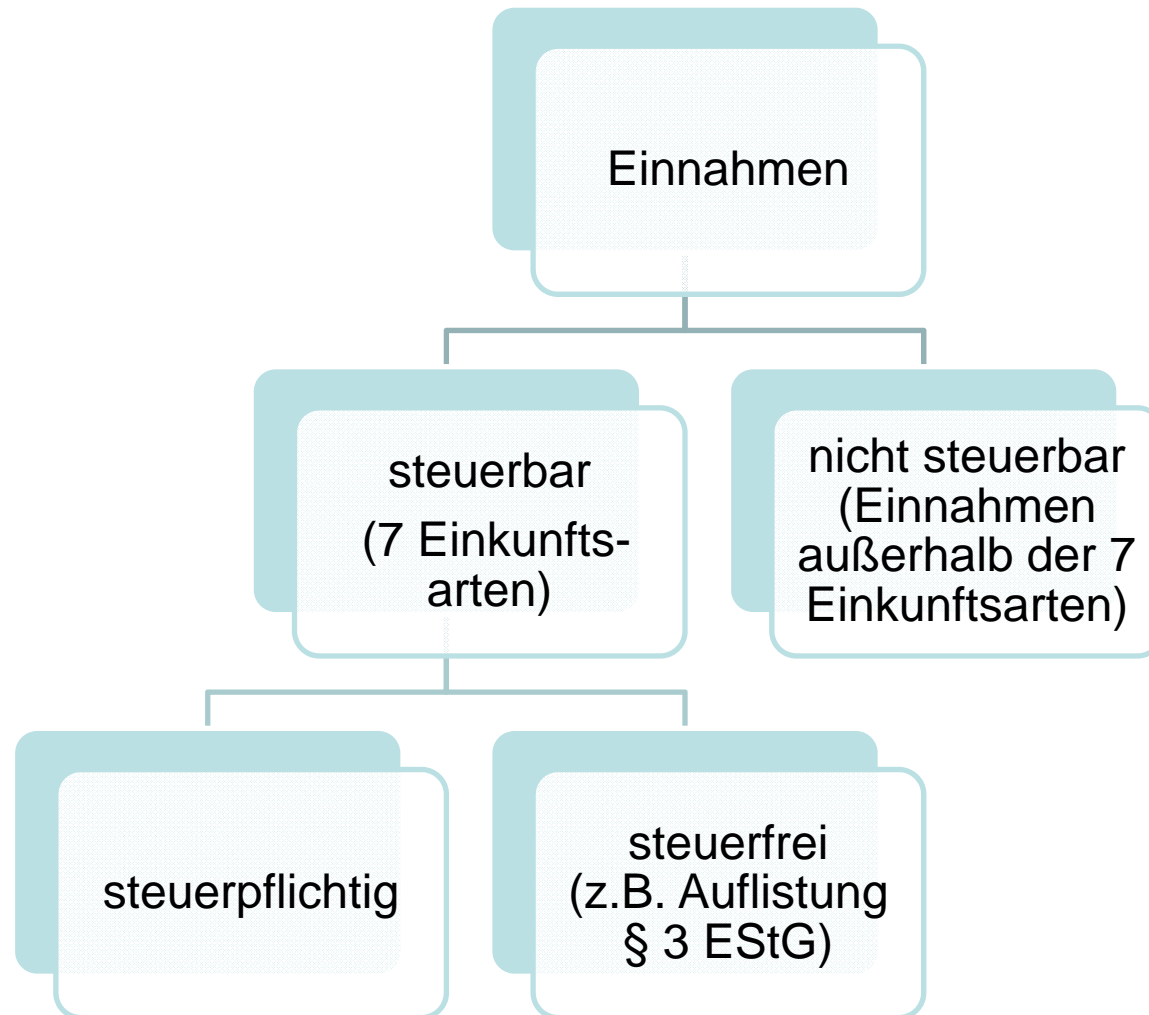 Einnahmen
steuerbar
(7 Einkunfts-
arten)
nicht steuerbar
(Einnahmen
außerhalb der 7
Einkunftsarten)
steuerpflichtig
steuerfrei
(z.B. Auflistung
§ 3 EStG)